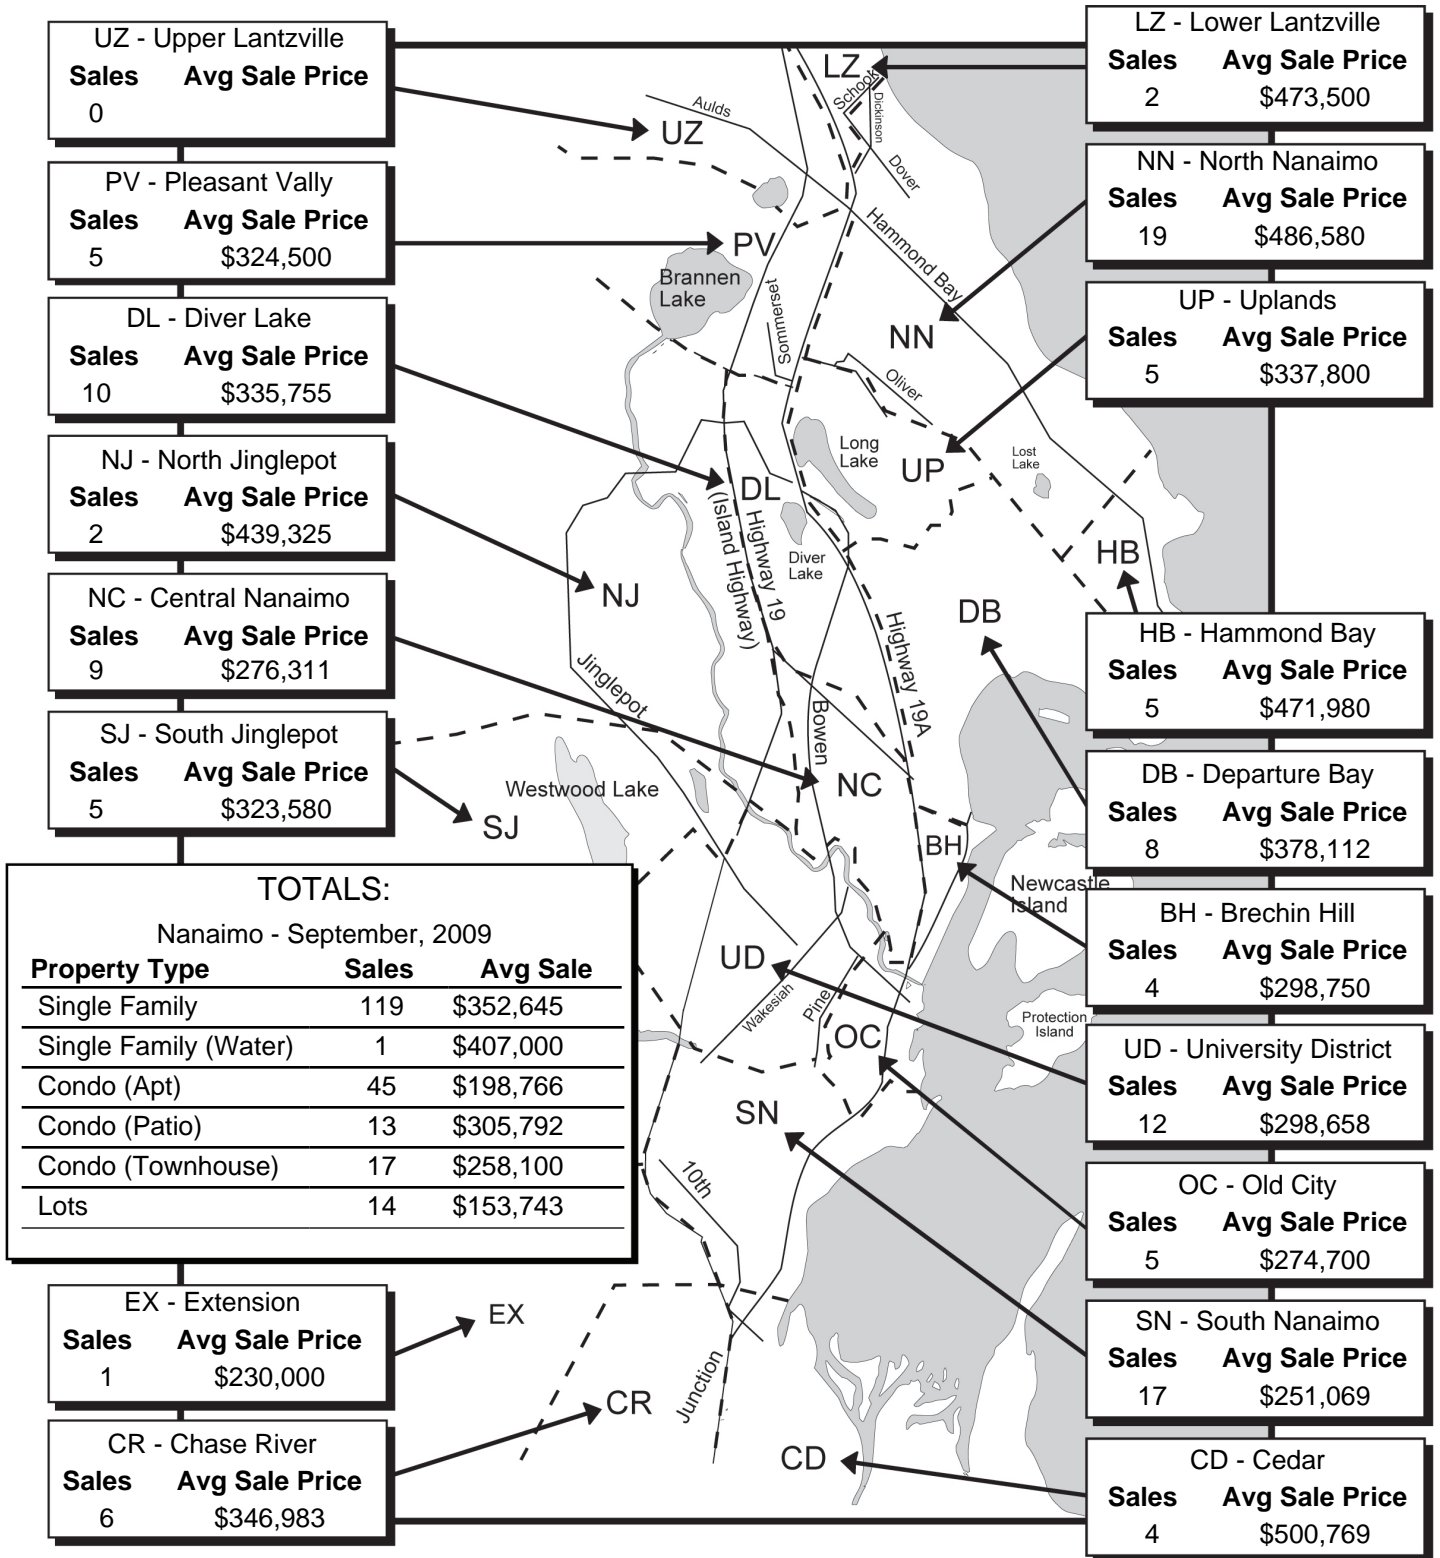 UZ - Upper Lantzville
Sales Avg Sale Price
0
PV - Pleasant Vally
Sales Avg Sale Price
5 $324,500
DL - Diver Lake
Sales Avg Sale Price
10 $335,755
NJ - North Jinglepot
Sales Avg Sale Price
2 $439,325
NC - Central Nanaimo
Sales Avg Sale Price
9 $276,311
SJ - South Jinglepot
Sales Avg Sale Price
5 $323,580
TOTALS:
Nanaimo - September, 2009
Property Type Sales Avg Sale
Single Family 119 $352,645
Single Family (Water) 1 $407,000
Condo (Apt) 45 $198,766
Condo (Patio) 13 $305,792
Condo (Townhouse) 17 $258,100
Lots 14 $153,743
EX - Extension
Sales Avg Sale Price
1 $230,000
CR - Chase River
Sales Avg Sale Price
6 $346,983
LZ
Schook
Dickinson
Aulds
UZ
Dover
PV
Hammond Bay
Brannen
Lake
Sommerset
NN
Oliver
Long
Lake
UP
Lost
Lake
DL
Highway 19
(Island Highway)
Diver
Lake
HB
NJ
DB
Jinglepot
Highway 19A
Bowen
NC
Westwood Lake
SJ
BH
Newcastle
Island
UD
Wakesiah
Pine
Protection
Island
OC
SN
10th
EX
Junction
CR
CD
LZ - Lower Lantzville
Sales Avg Sale Price
2 $473,500
NN - North Nanaimo
Sales Avg Sale Price
19 $486,580
UP - Uplands
Sales Avg Sale Price
5 $337,800
HB - Hammond Bay
Sales Avg Sale Price
5 $471,980
DB - Departure Bay
Sales Avg Sale Price
8 $378,112
BH - Brechin Hill
Sales Avg Sale Price
4 $298,750
UD - University District
Sales Avg Sale Price
12 $298,658
OC - Old City
Sales Avg Sale Price
5 $274,700
SN - South Nanaimo
Sales Avg Sale Price
17 $251,069
CD - Cedar
Sales Avg Sale Price
4 $500,769